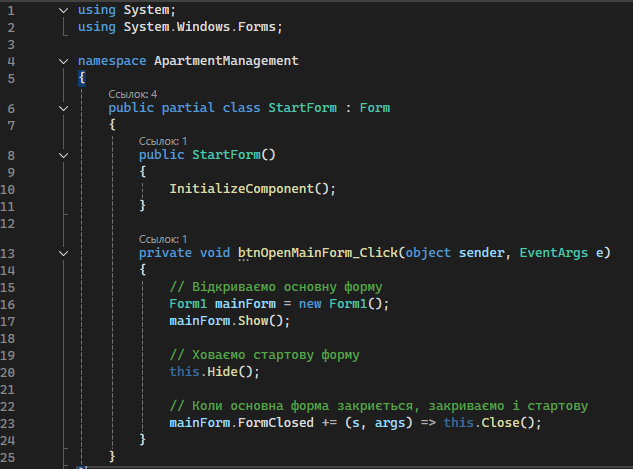 1 using System;
2 using System.Windows.Forms;
3
4 namespace ApartmentManagement
5 {
Ссылок: 4
6 public partial class StartForm : Form
7 {
Ссылок: 1
8 public StartForm()
9 {
10 InitializeComponent();
11 }
12
Ссылок: 1
13 private void btnOpenMainForm_Click(object sender, EventArgs e)
14 {
15 // Відкриваємо основну форму
16 Form1 mainForm = new Form1();
17 mainForm.Show();
18
19 // Ховаємо стартову форму
20 this.Hide();
21
22 // Коли основна форма закриється, закриваємо і стартову
23 mainForm.FormClosed += (s, args) => this.Close();
24 }
25 }